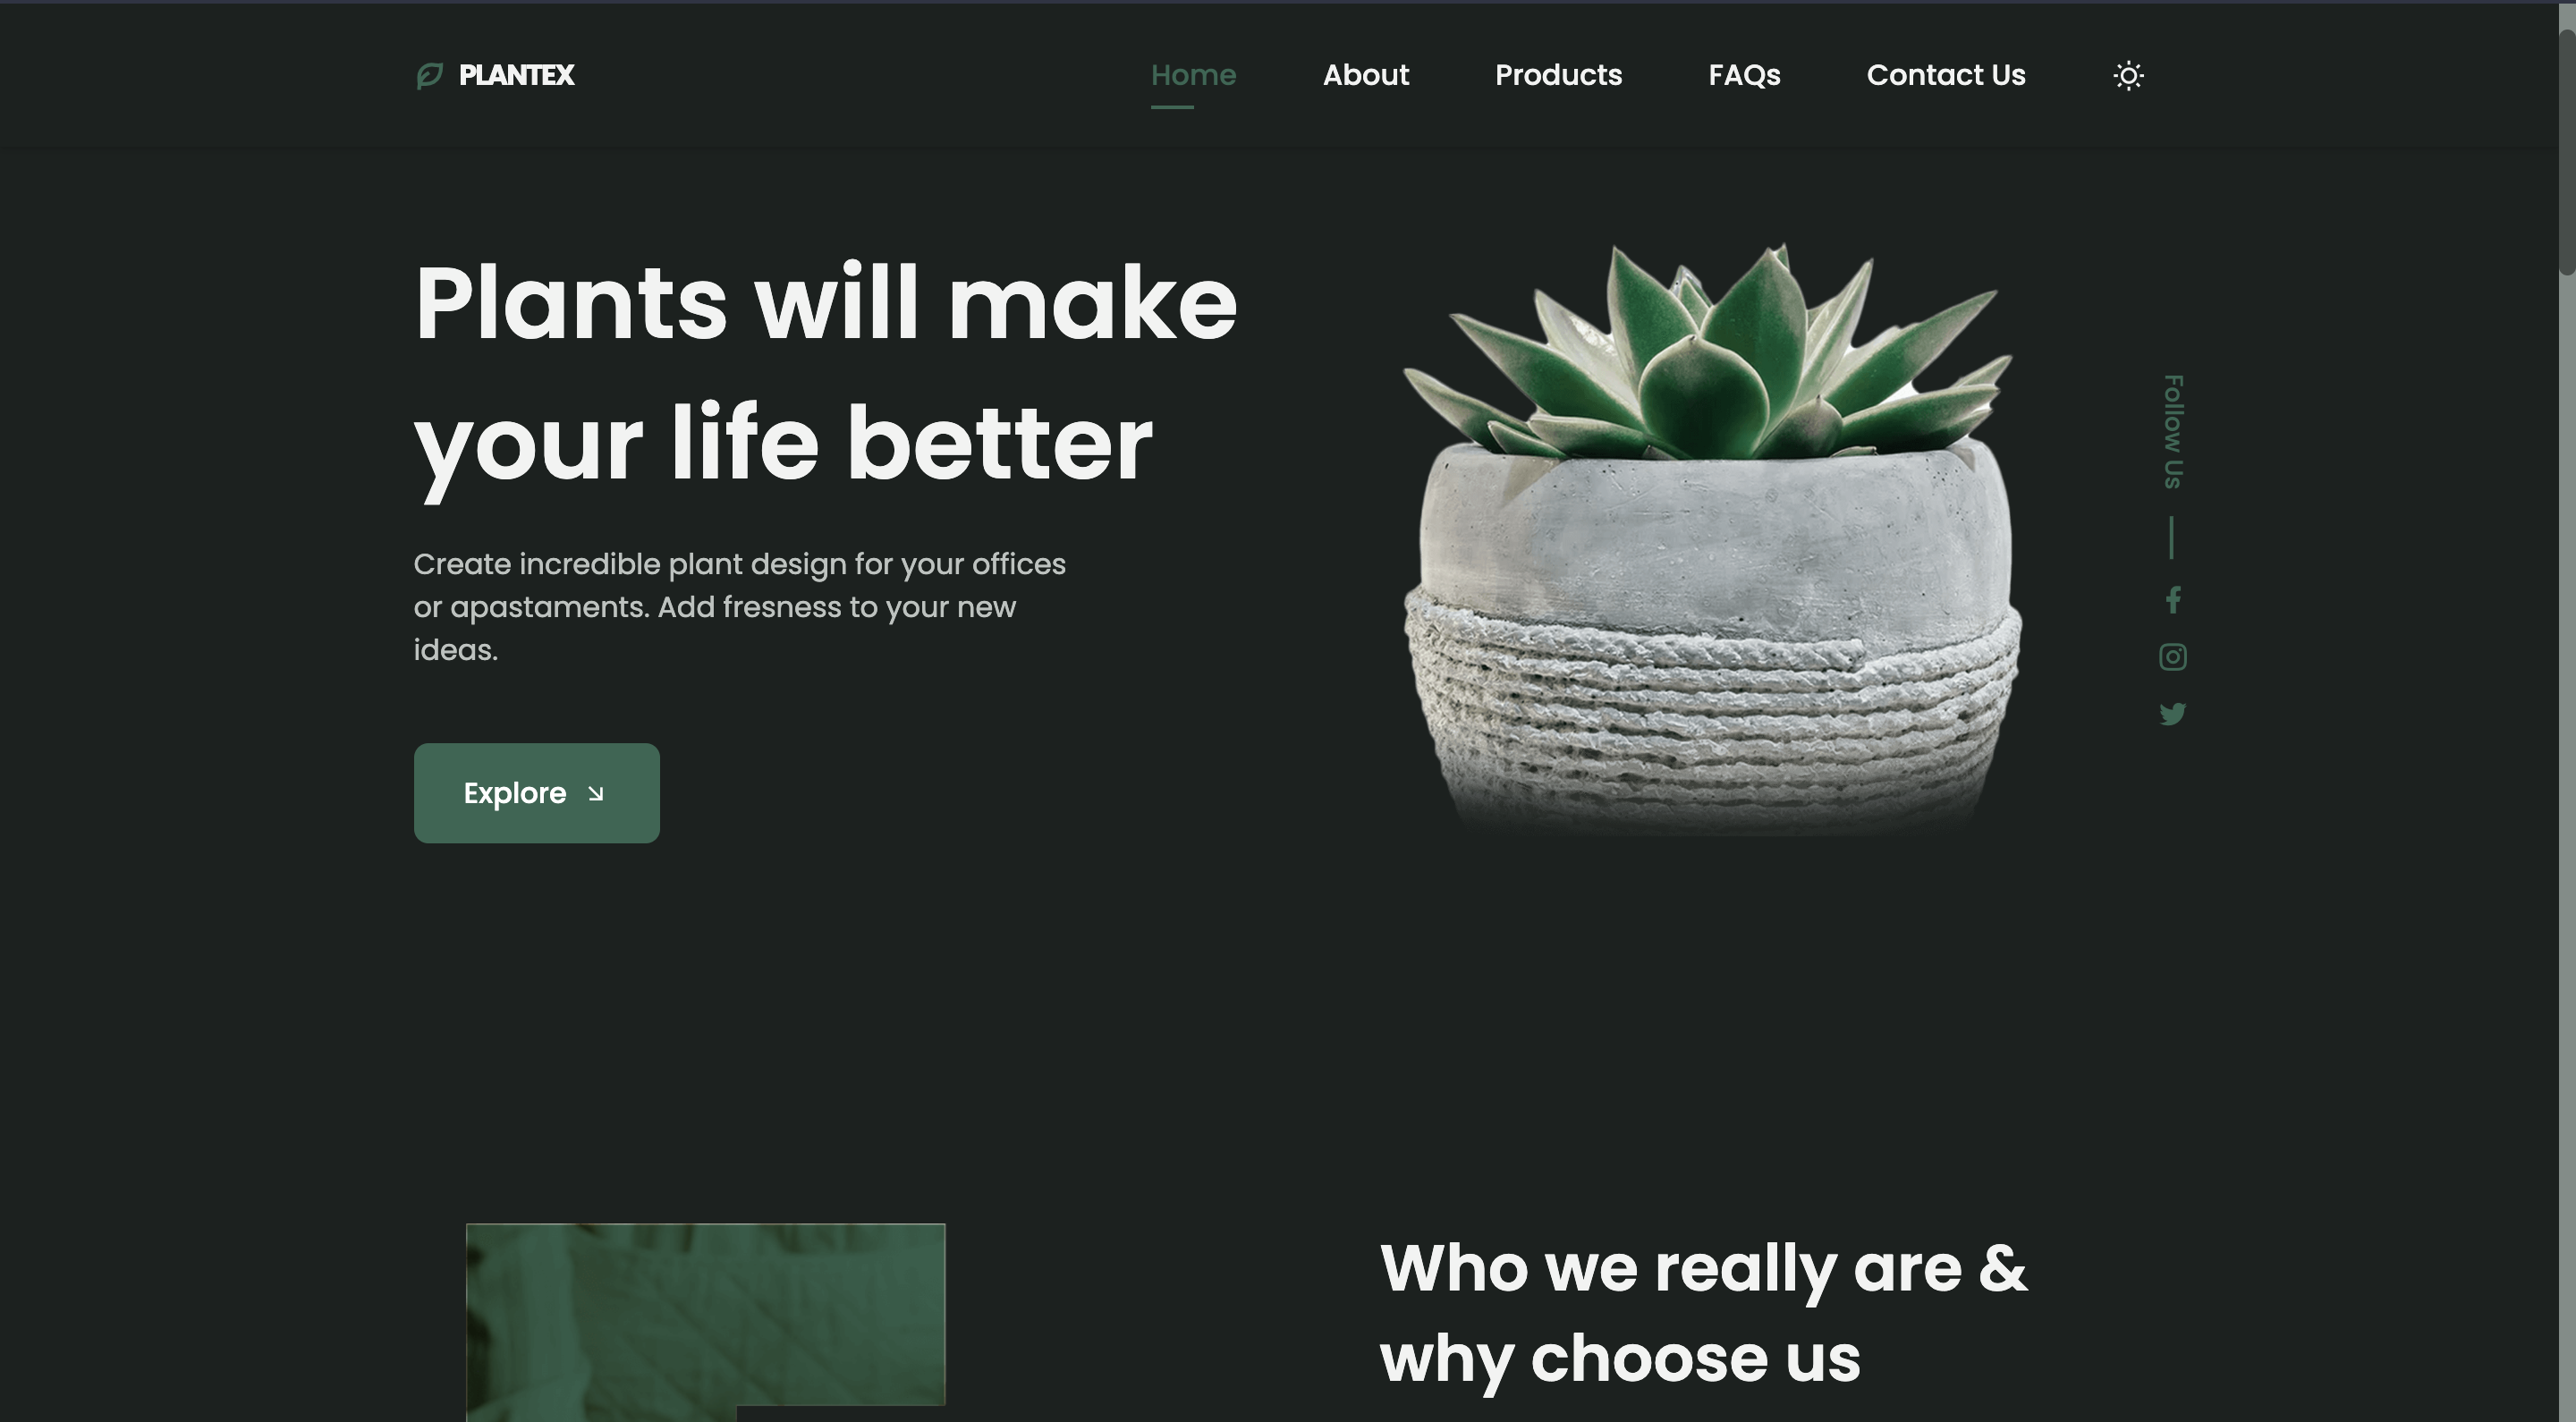 PLANTEX
Home
About
Products
FAQs
Contact Us
Plants will make
your life better
Create incredible plant design for your offices
or apastaments. Add fresness to your new
ideas.
Explore
Follow Us
Who we really are &
why choose us